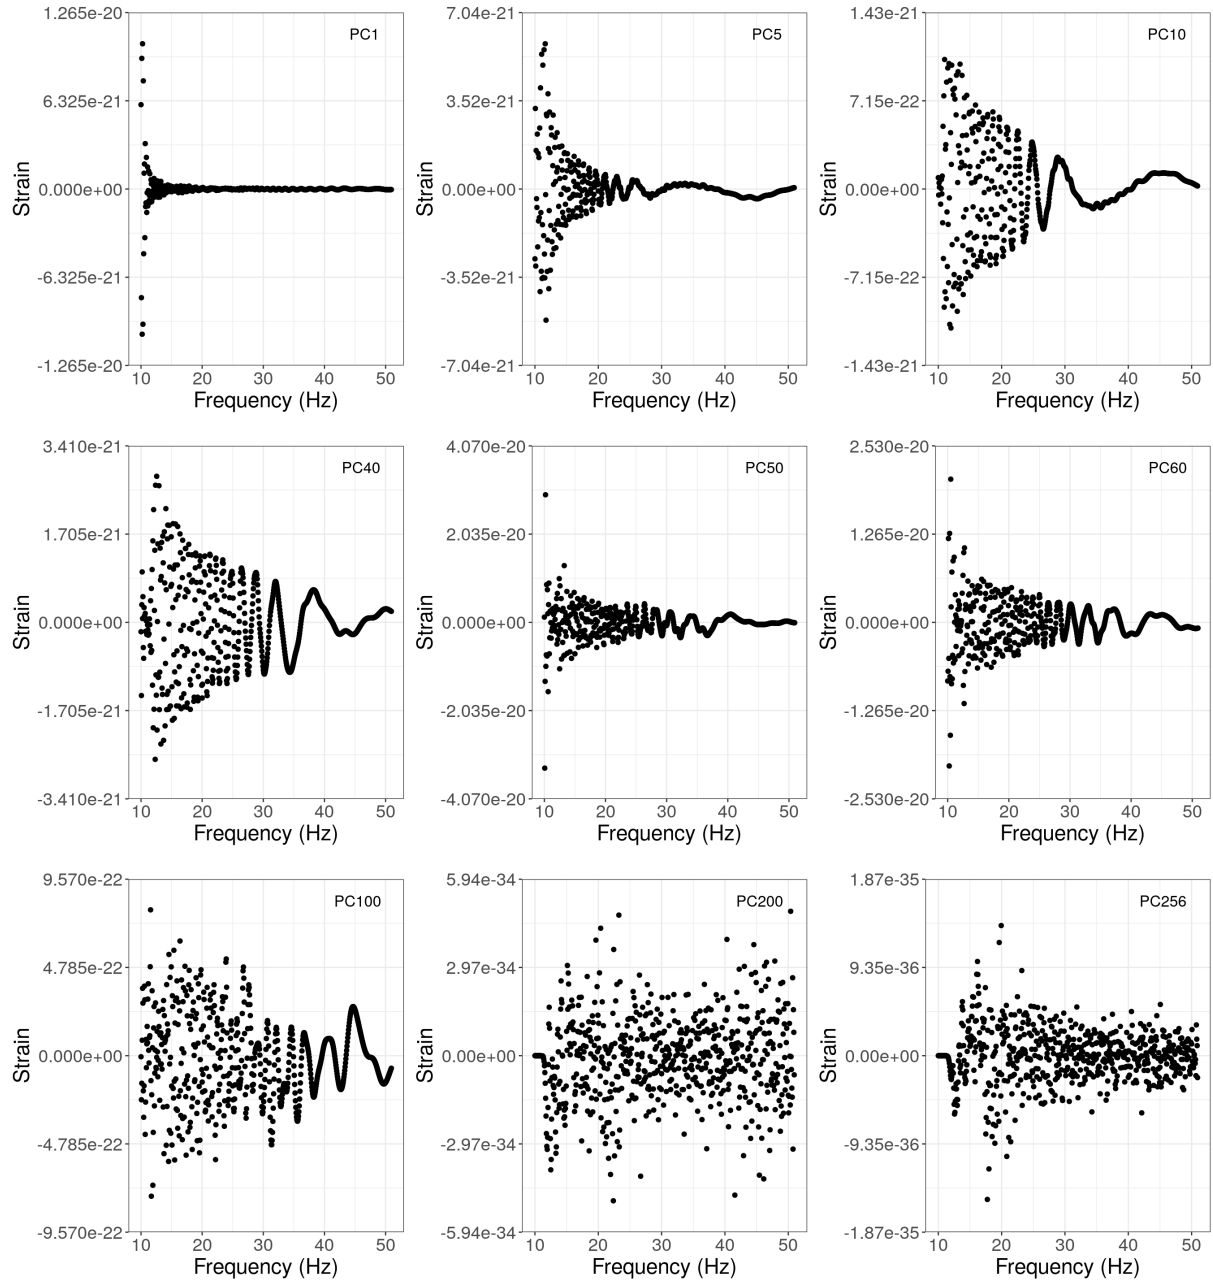 1.265e-20
6.325e-21
0.000e+00
-6.325e-21
-1.265e-20
Strain
PC1
10 20 30 40 50
Frequency (Hz)
7.04e-21
3.52e-21
0.00e+00
-3.52e-21
-7.04e-21
Strain
PC5
10 20 30 40 50
Frequency (Hz)
1.43e-21
7.15e-22
0.00e+00
-7.15e-22
-1.43e-21
Strain
PC10
10 20 30 40 50
Frequency (Hz)
3.410e-21
1.705e-21
0.000e+00
-1.705e-21
-3.410e-21
Strain
PC40
10 20 30 40 50
Frequency (Hz)
4.070e-20
2.035e-20
0.000e+00
-2.035e-20
-4.070e-20
Strain
PC50
10 20 30 40 50
Frequency (Hz)
2.530e-20
1.265e-20
0.000e+00
-1.265e-20
-2.530e-20
Strain
PC60
10 20 30 40 50
Frequency (Hz)
9.570e-22
4.785e-22
0.000e+00
-4.785e-22
-9.570e-22
Strain
PC100
10 20 30 40 50
Frequency (Hz)
5.94e-34
2.97e-34
0.00e+00
-2.97e-34
-5.94e-34
Strain
PC200
10 20 30 40 50
Frequency (Hz)
1.87e-35
9.35e-36
0.00e+00
-9.35e-36
-1.87e-35
Strain
PC256
10 20 30 40 50
Frequency (Hz)